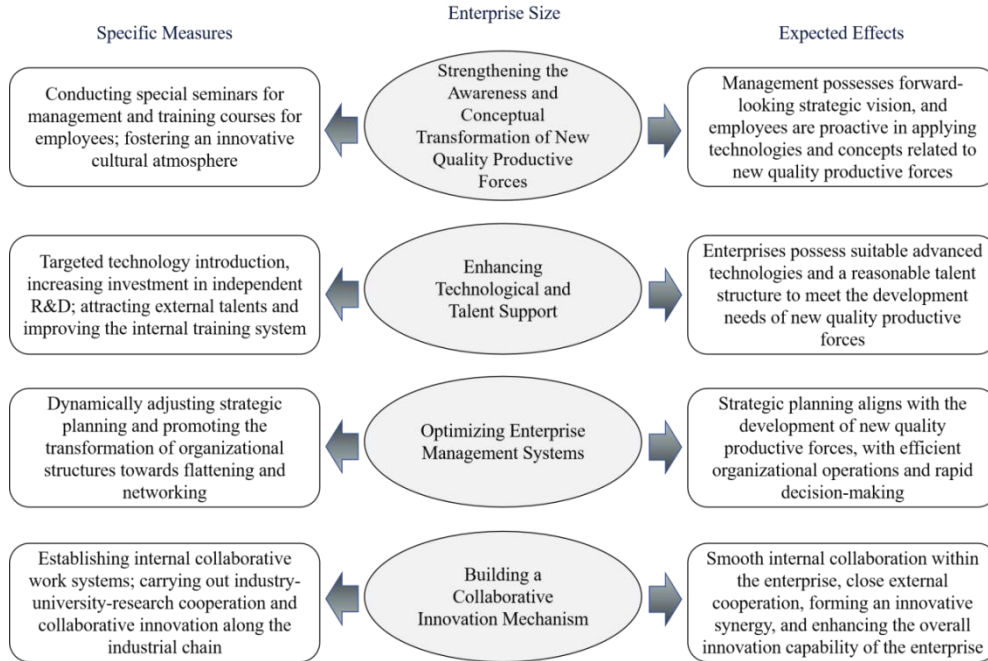 Specific Measures
Enterprise Size
Expected Effects
Conducting special seminars for
management and training courses for
employees; fostering an innovative
cultural atmosphere
Strengthening the
Awareness and
Conceptual
Transformation of New
Quality Productive
Forces
Management possesses forward-
looking strategic vision, and
employees are proactive in applying
technologies and concepts related to
new quality productive forces
Targeted technology introduction,
increasing investment in independent
R&D; attracting external talents and
improving the internal training system
Enhancing
Technological and
Talent Support
Enterprises possess suitable advanced
technologies and a reasonable talent
structure to meet the development
needs of new quality productive
forces
Dynamically adjusting strategic
planning and promoting the
transformation of organizational
structures towards flattening and
networking
Optimizing Enterprise
Management Systems
Strategic planning aligns with the
development of new quality
productive forces, with efficient
organizational operations and rapid
decision-making
Establishing internal collaborative
work systems; carrying out industry-
university-research cooperation and
collaborative innovation along the
industrial chain
Building a
Collaborative
Innovation Mechanism
Smooth internal collaboration within
the enterprise, close external
cooperation, forming an innovative
synergy, and enhancing the overall
innovation capability of the enterprise